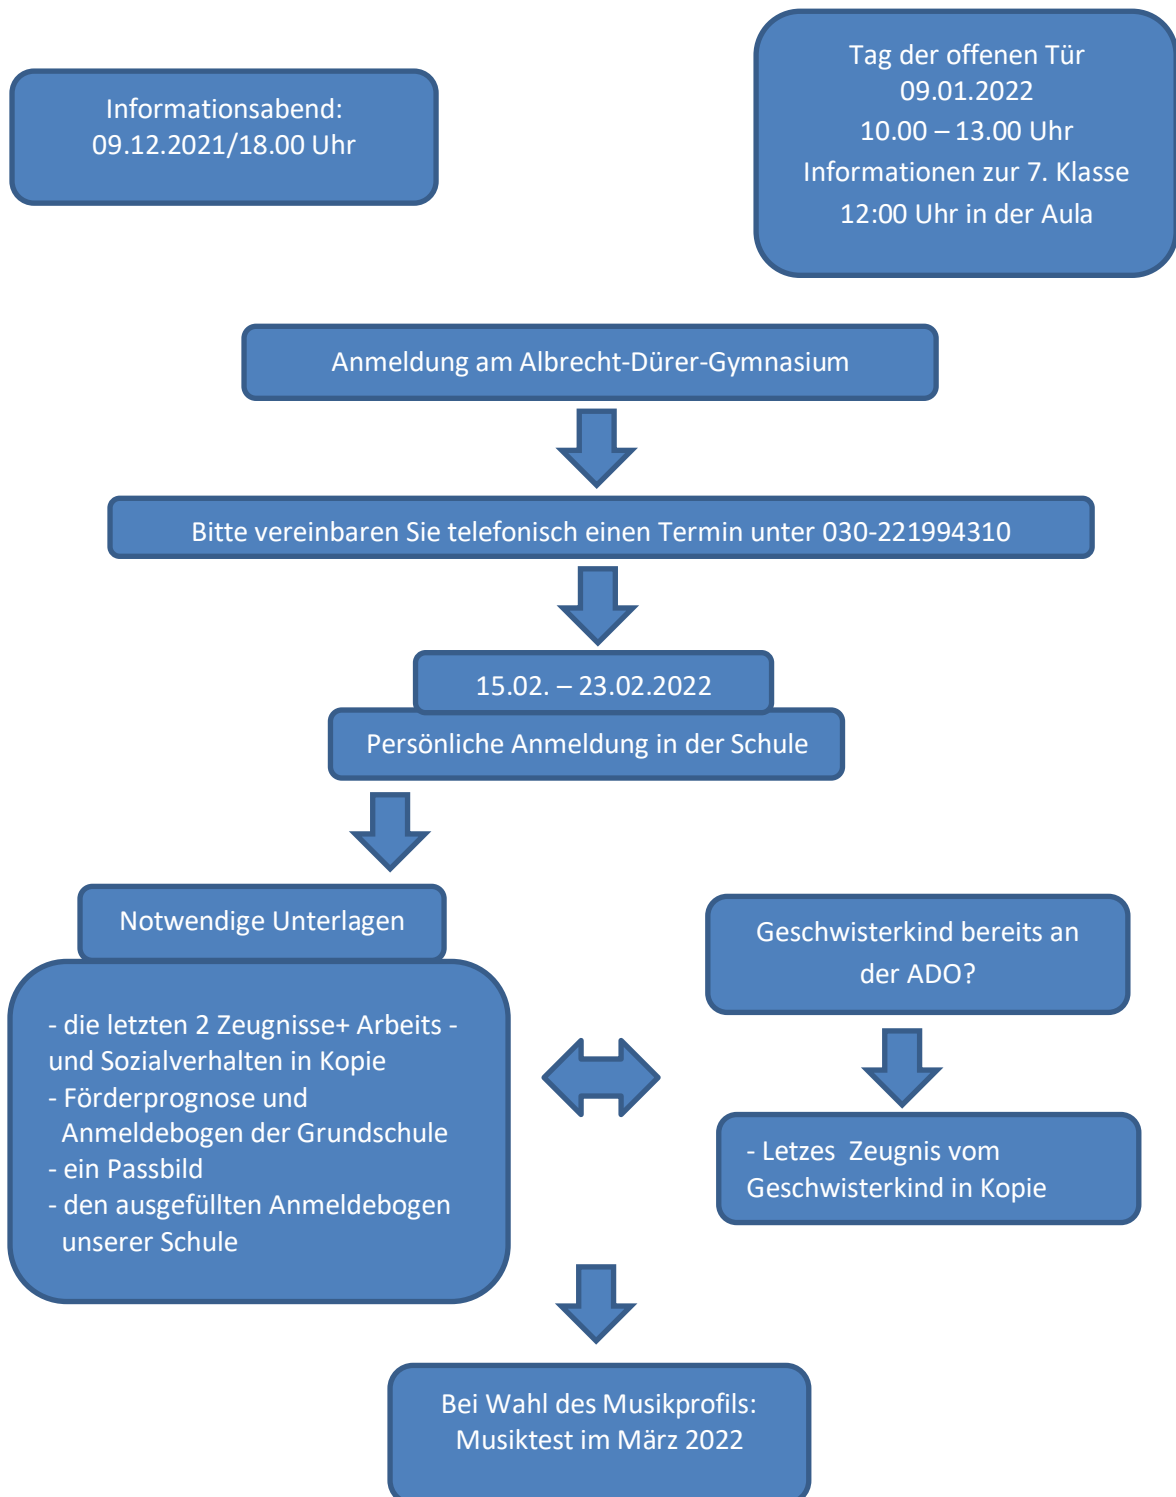 Informationsabend:
09.12.2021/18.00 Uhr
Tag der offenen Tür
09.01.2022
10.00 – 13.00 Uhr
Informationen zur 7. Klasse
12:00 Uhr in der Aula
Anmeldung am Albrecht-Dürer-Gymnasium
Bitte vereinbaren Sie telefonisch einen Termin unter 030-221994310
15.02. – 23.02.2022
Persönliche Anmeldung in der Schule
Notwendige Unterlagen
- die letzten 2 Zeugnisse+ Arbeits -
und Sozialverhalten in Kopie
- Förderprognose und
Anmeldebogen der Grundschule
- ein Passbild
- den ausgefüllten Anmeldebogen
unserer Schule
Geschwisterkind bereits an
der ADO?
- Letzes  Zeugnis vom
Geschwisterkind in Kopie
Bei Wahl des Musikprofils:
Musiktest im März 2022